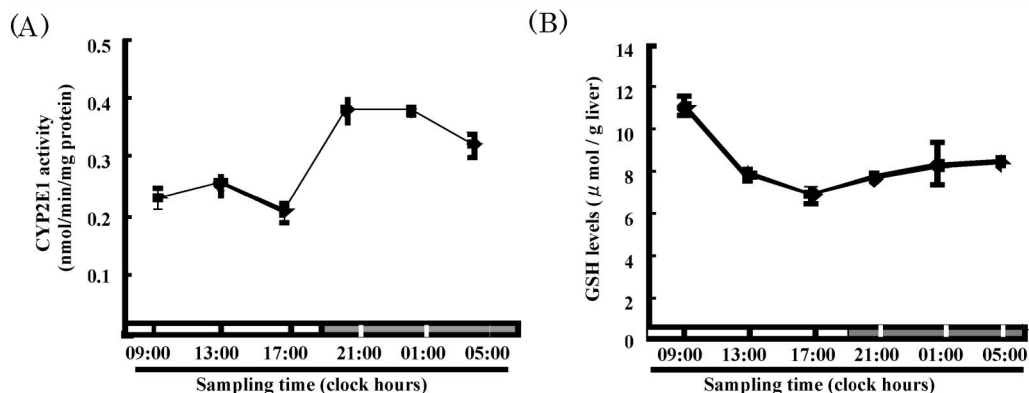 (A)
0.5
0.4
0.3
0.2
0.1
CYP2E1 activity
(nmol/min/mg protein)
09:00 13:00 17:00 21:00 01:00 05:00
Sampling time (clock hours)
(B)
14
12
10
8
6
4
2
0
GSH levels ( μ mol / g liver)
09:00 13:00 17:00 21:00 01:00 05:00
Sampling time (clock hours)